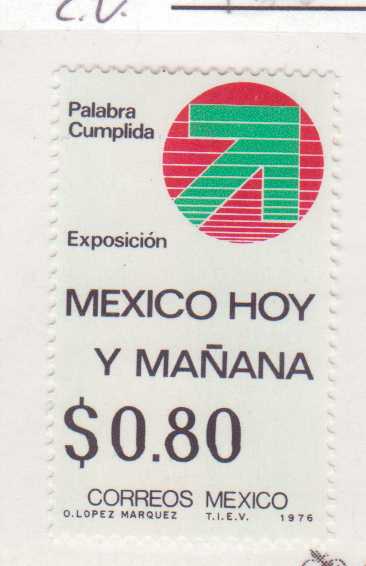 C.V.
Palabra
Cumplida
Exposición
MEXICO HOY
Y MAÑANA
$0.80
CORREOS MEXICO
O.LOPEZ MARQUEZ T.I.E.V. 1976